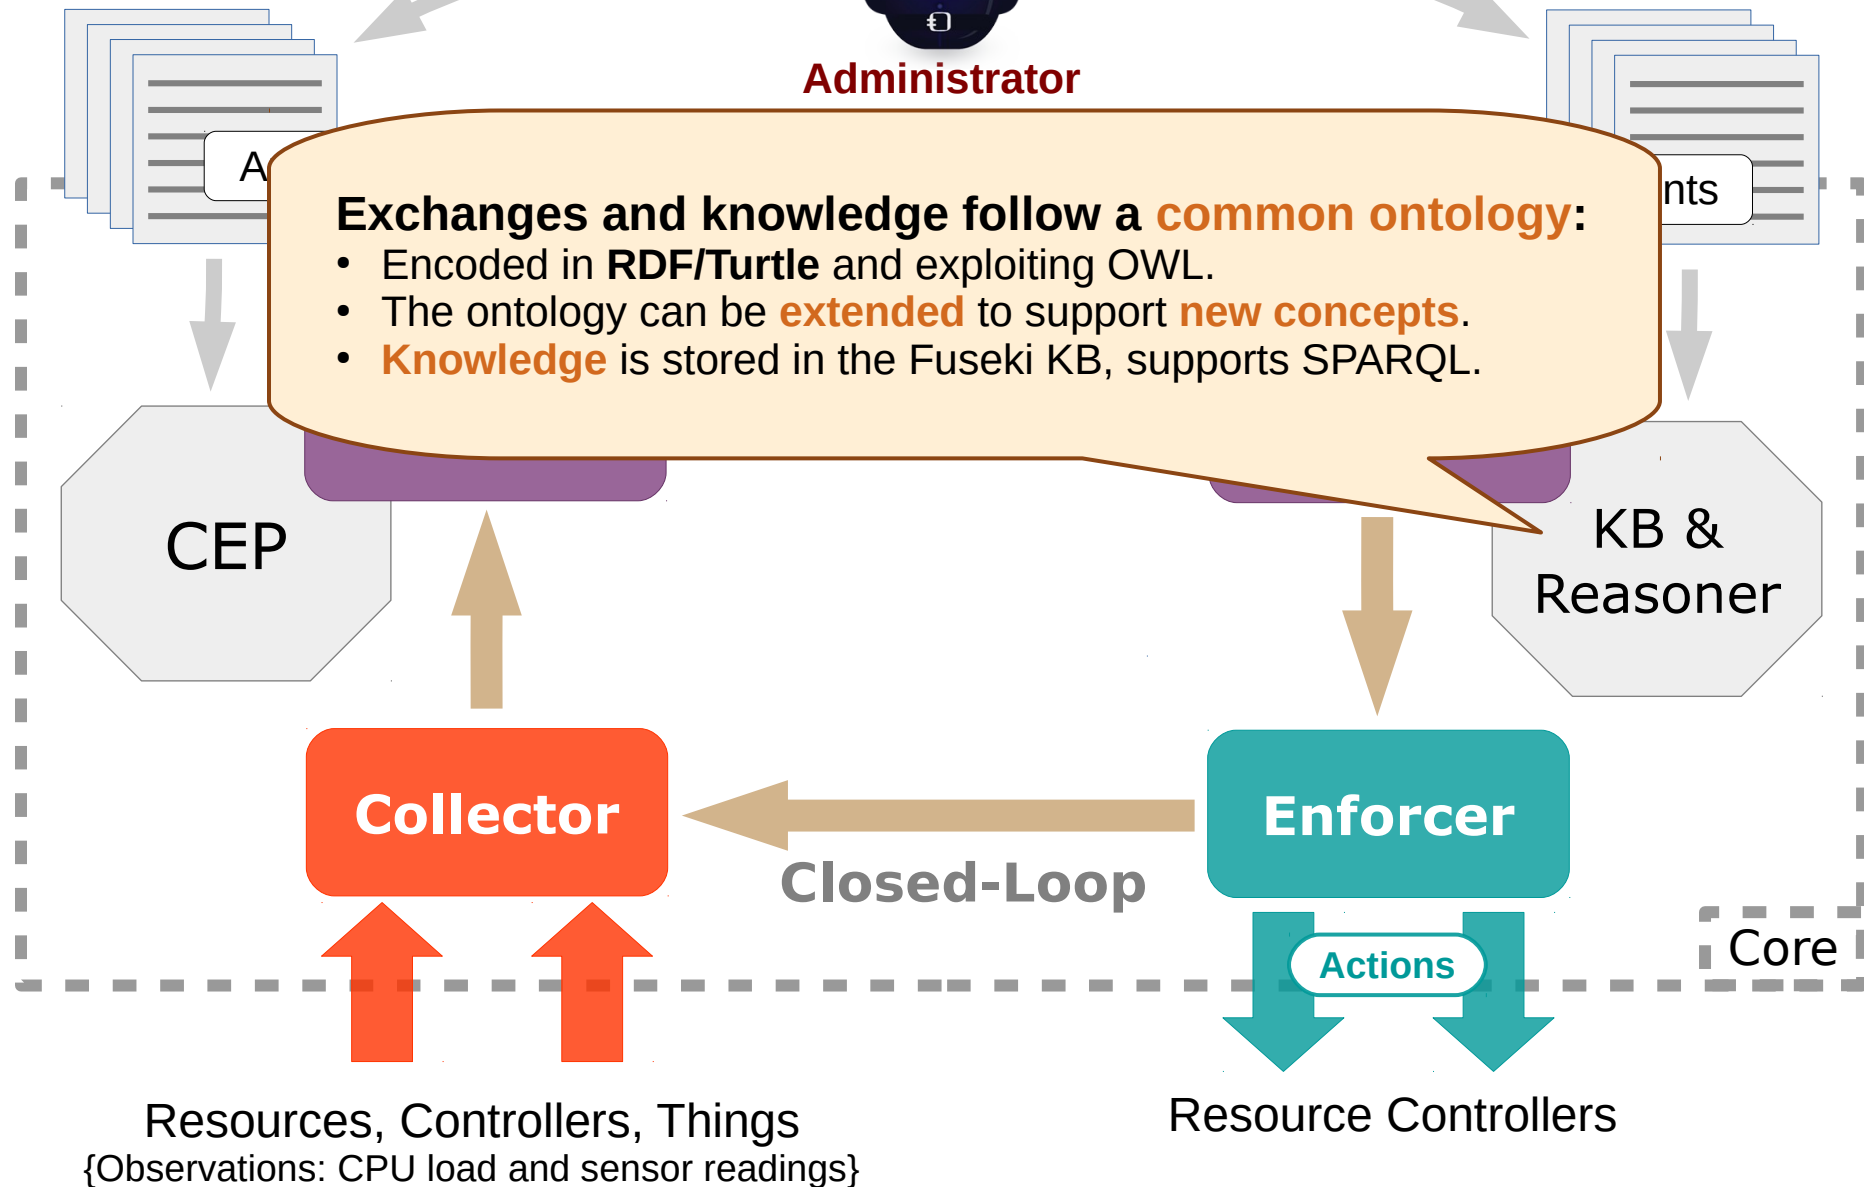 Administrator
Exchanges and knowledge follow a common ontology:
• Encoded in RDF/Turtle and exploiting OWL.
• The ontology can be extended to support new concepts.
• Knowledge is stored in the Fuseki KB, supports SPARQL.
CEP
KB &
Reasoner
Collector
Enforcer
Closed-Loop
Actions
Core
Resources, Controllers, Things
{Observations: CPU load and sensor readings}
Resource Controllers